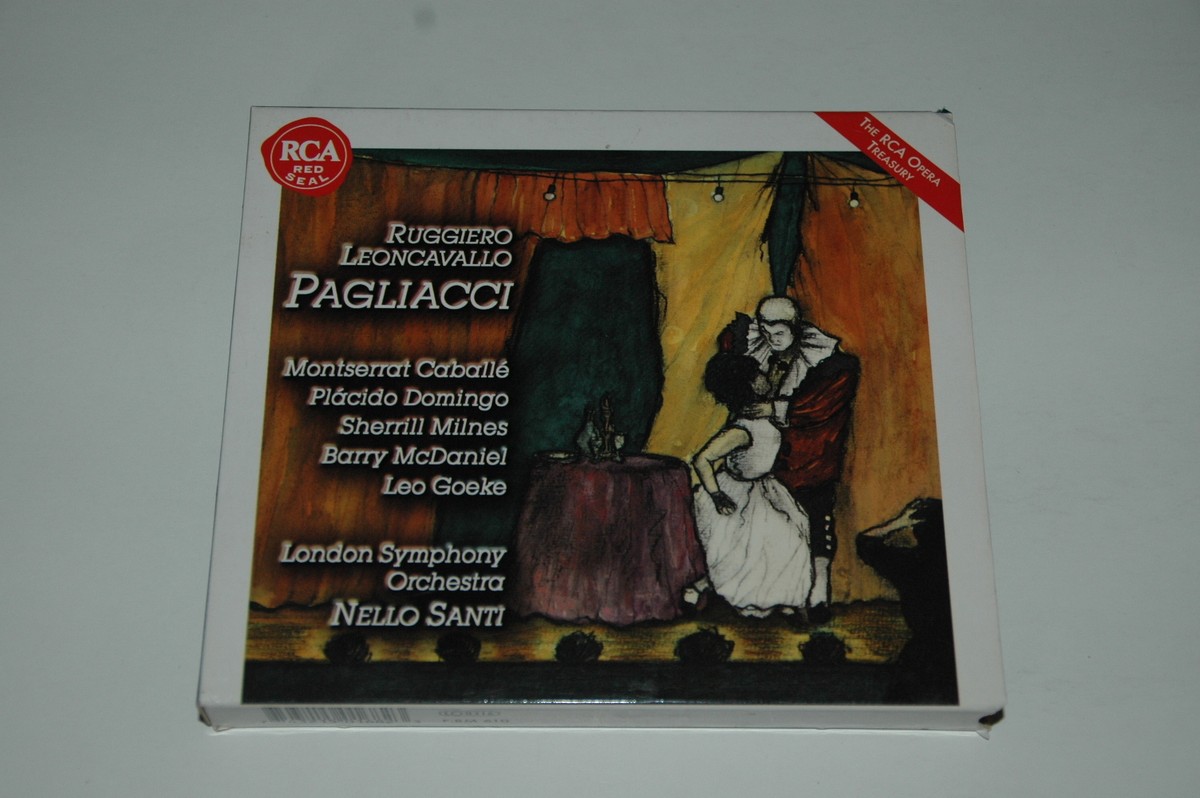 RCA
RED
SEAL
THE RCA OPERA
TREASURY
RUGGIERO
LEONCAVALLO
PAGLIACCI
Montserrat Caballé
Plácido Domingo
Sherrill Milnes
Barry McDaniel
Leo Goeke
London Symphony
Orchestra
NELLO SANTI